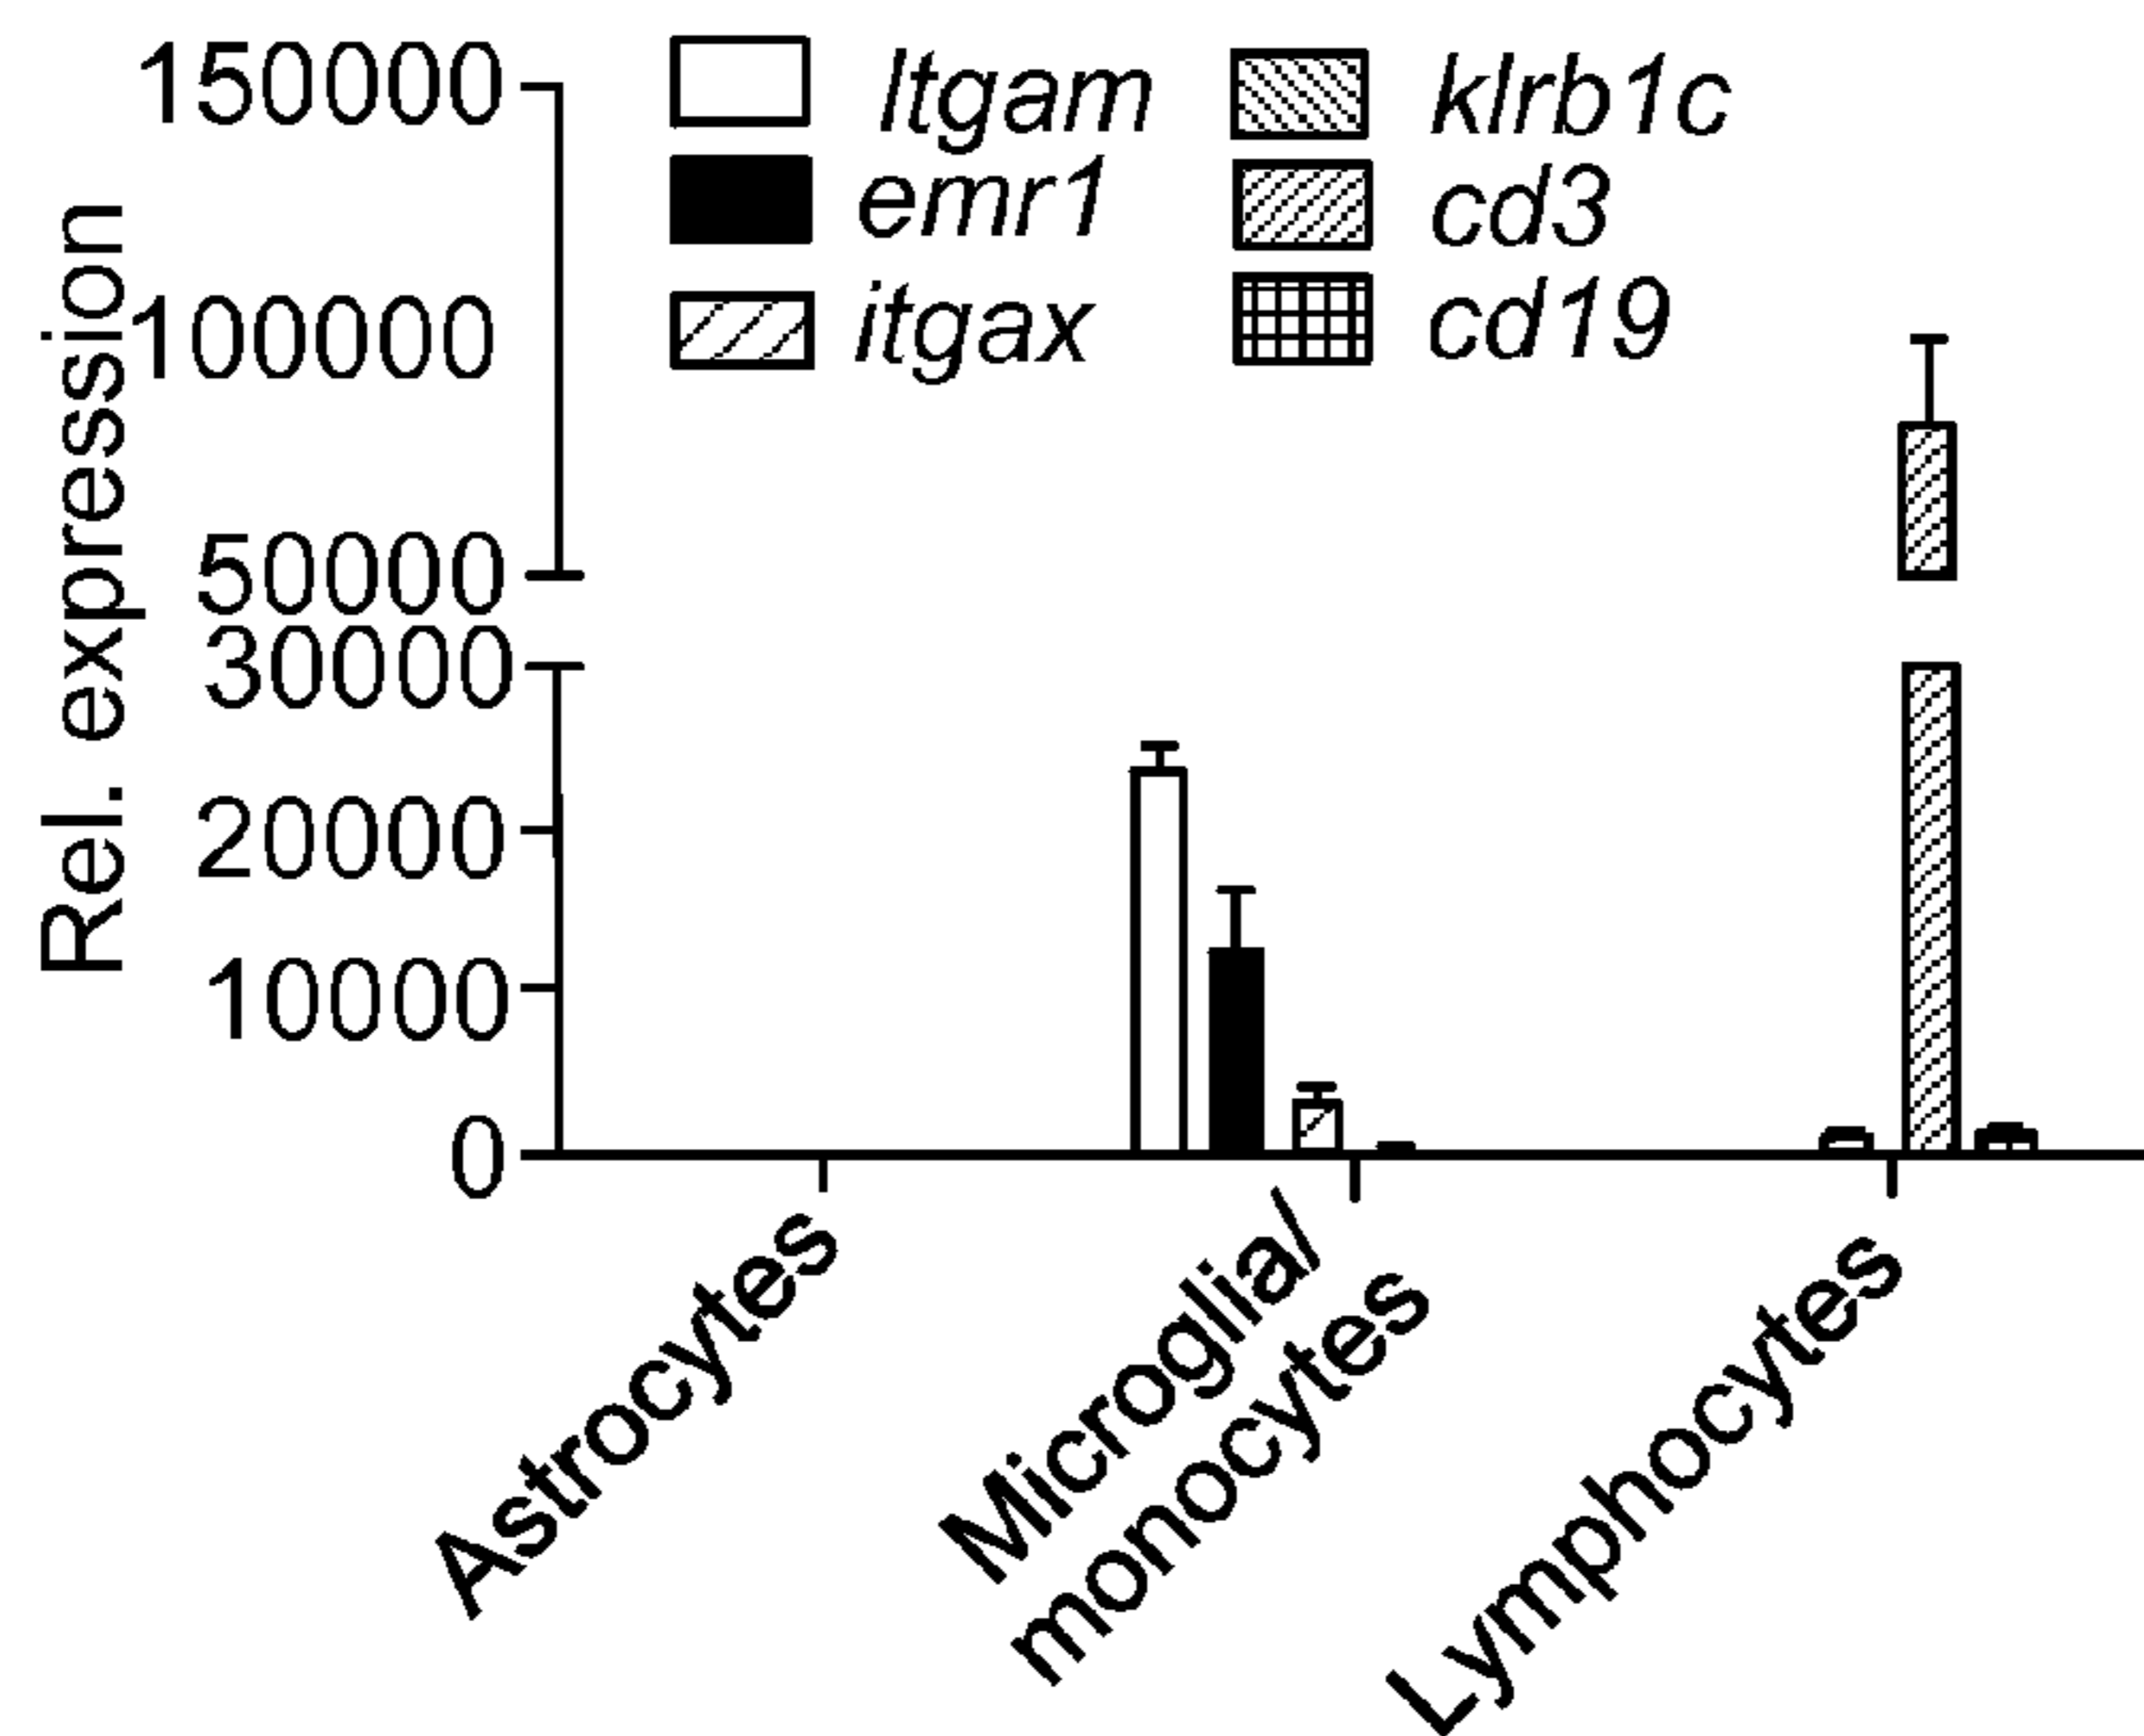 Rel. expression
150000
100000
50000
30000
20000
10000
0
Itgam
emr1
itgax
klrb1c
cd3
cd19
Astrocytes
Microglia/
monocytes
Lymphocytes